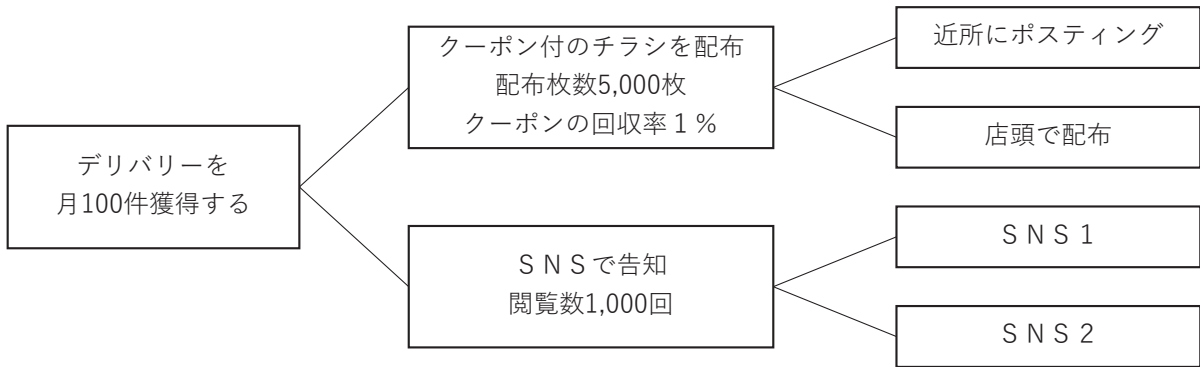 デリバリーを
月100件獲得する
クーポン付のチラシを配布
配布枚数5,000枚
クーポンの回収率１％
ＳＮＳで告知
閲覧数1,000回
近所にポスティング
店頭で配布
ＳＮＳ１
ＳＮＳ２